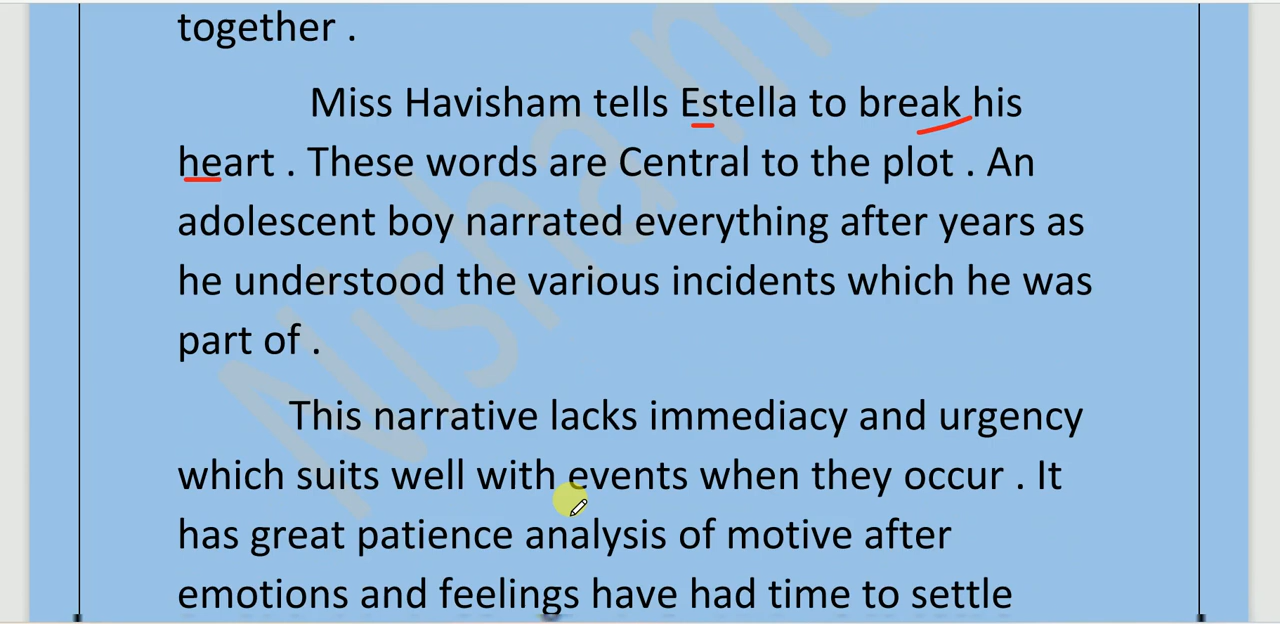 together .
Miss Havisham tells Estella to break his
heart . These words are Central to the plot . An
adolescent boy narrated everything after years as
he understood the various incidents which he was
part of .
This narrative lacks immediacy and urgency
which suits well with events when they occur . It
has great patience analysis of motive after
emotions and feelings have had time to settle